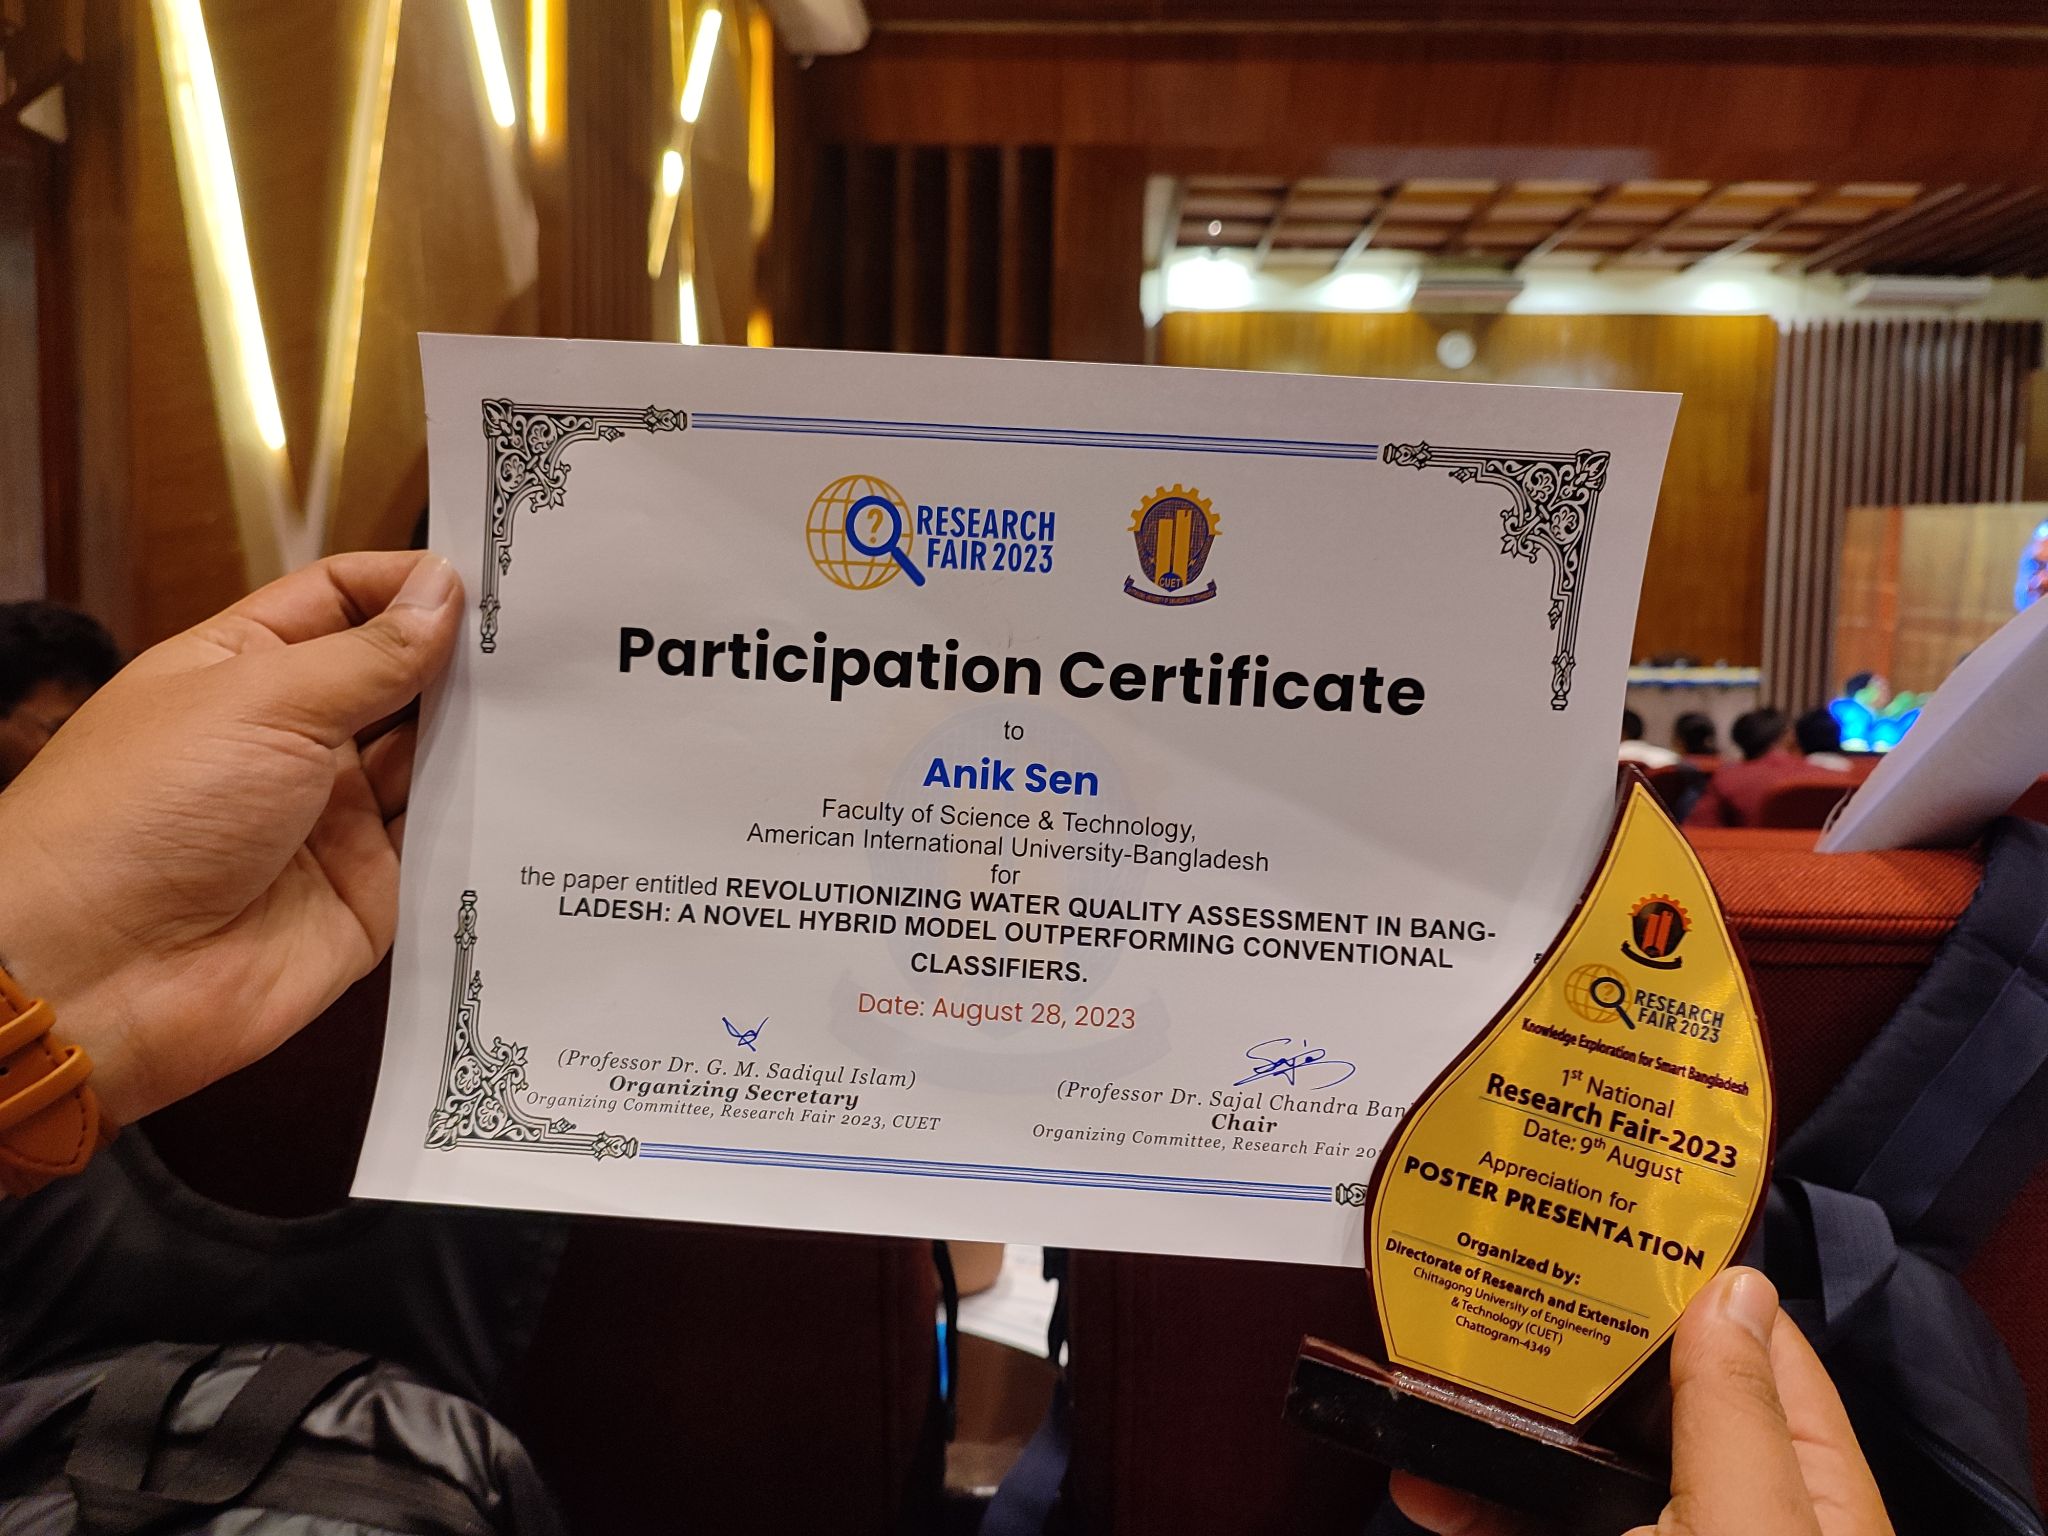 RESEARCH
FAIR 2023
CUET
Participation Certificate
to
Anik Sen
Faculty of Science & Technology,
American International University-Bangladesh
for
the paper entitled REVOLUTIONIZING WATER QUALITY ASSESSMENT IN BANG-
LADESH: A NOVEL HYBRID MODEL OUTPERFORMING CONVENTIONAL
CLASSIFIERS.
Date: August 28, 2023
(Professor Dr. G. M. Sadiqul Islam)
Organizing Secretary
Organizing Committee, Research Fair 2023, CUET
(Professor Dr. Sajal Chandra Ban
Chair
Organizing Committee, Research Fair 20
RESEARCH
FAIR 2023
Knowledge Exploration for Smart Bangladesh
1st National
Research Fair-2023
Date: 9th August
Appreciation for
POSTER PRESENTATION
Organized by:
Directorate of Research and Extension
Chittagong University of Engineering
& Technology (CUET)
Chattogram-4349